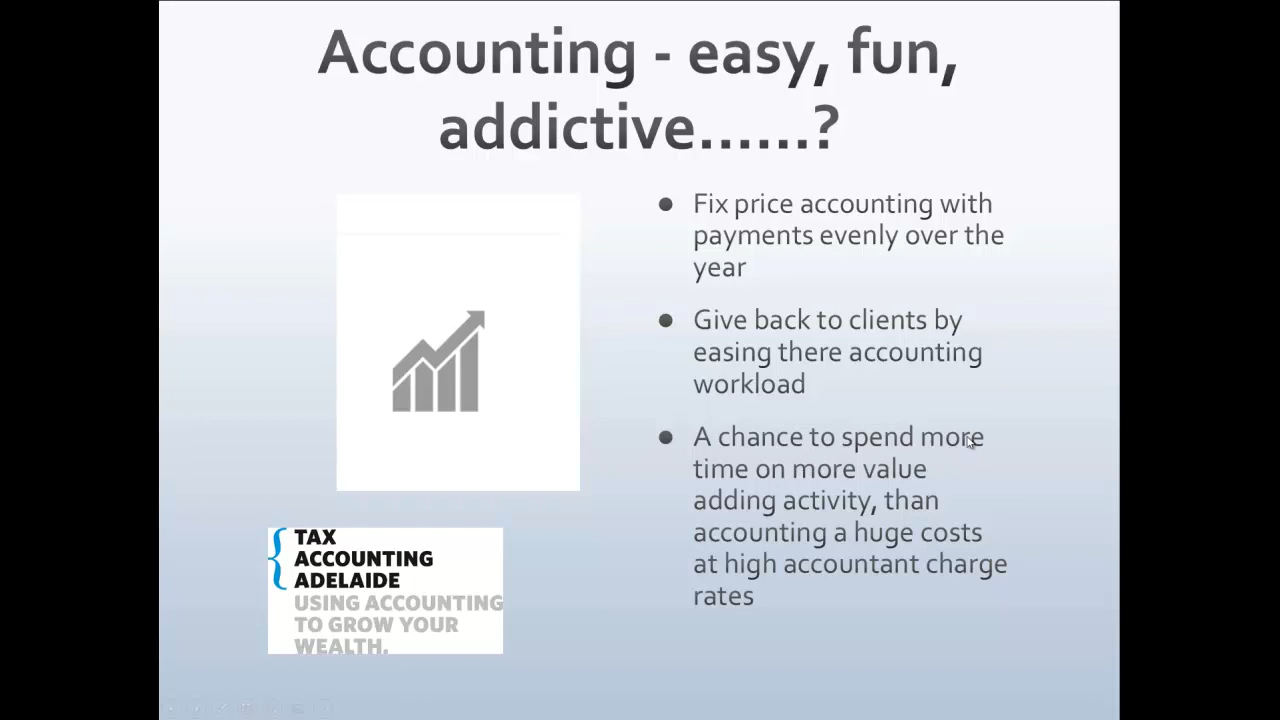 Accounting - easy, fun,
addictive......?
● Fix price accounting with
payments evenly over the
year
● Give back to clients by
easing there accounting
workload
● A chance to spend more
time on more value
adding activity, than
accounting a huge costs
at high accountant charge
rates
TAX
ACCOUNTING
ADELAIDE
USING ACCOUNTING
TO GROW YOUR
WEALTH.